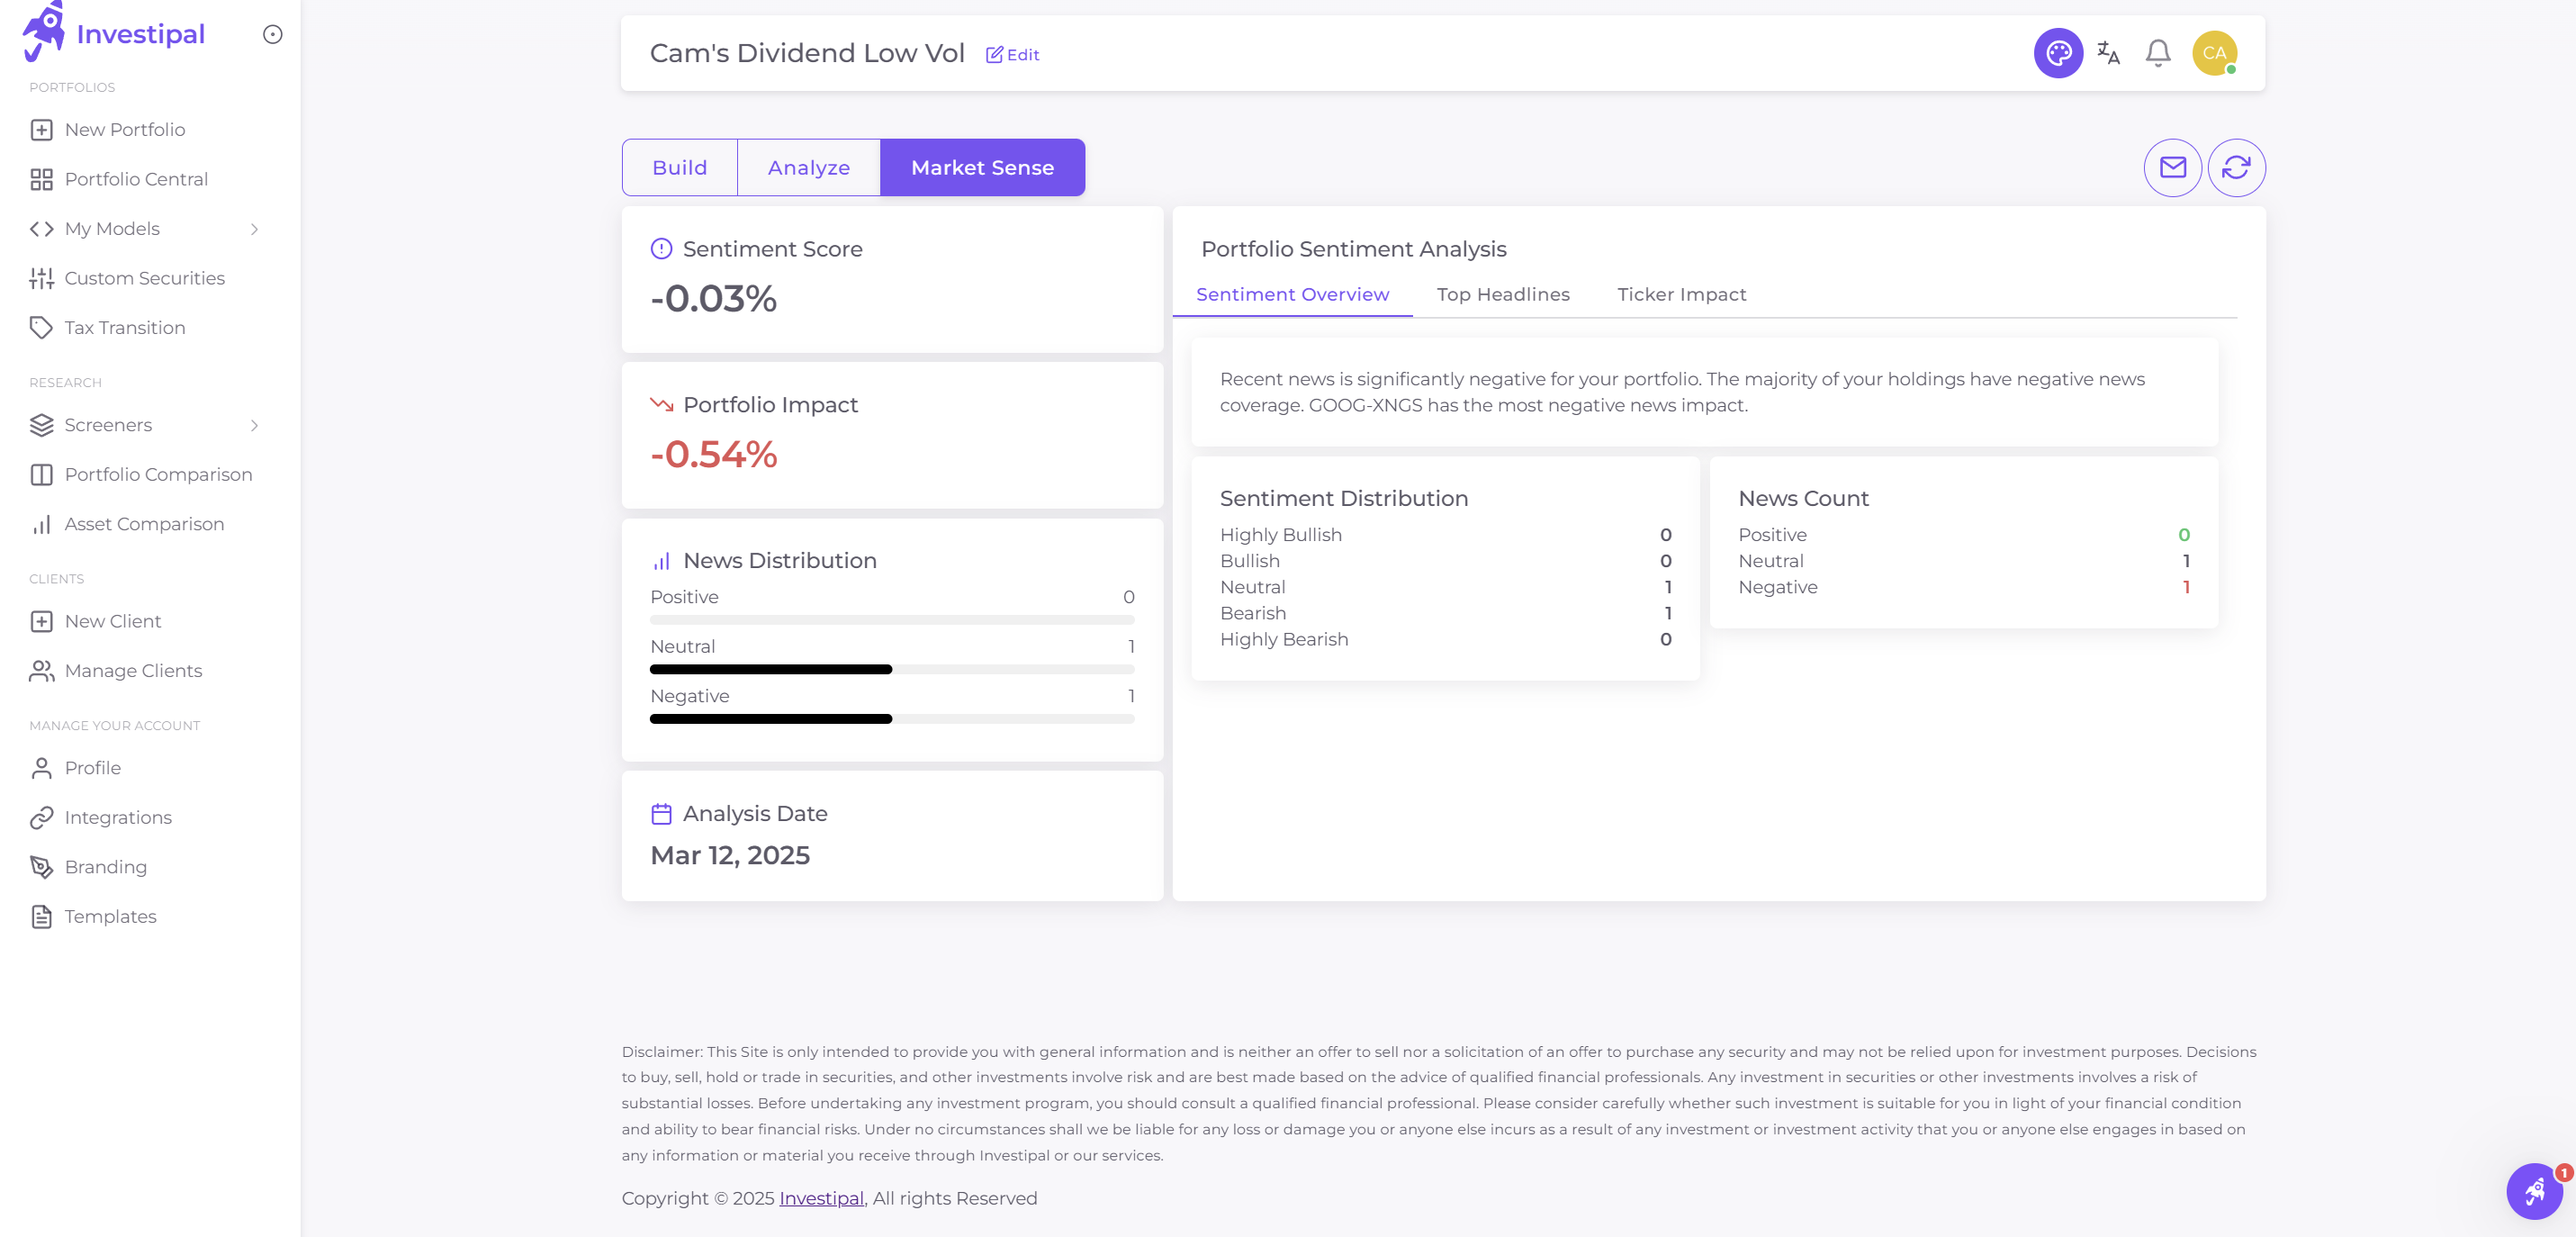 Investipal
PORTFOLIOS
New Portfolio
Portfolio Central
My Models
Custom Securities
Tax Transition
RESEARCH
Screeners
Portfolio Comparison
Asset Comparison
CLIENTS
New Client
Manage Clients
MANAGE YOUR ACCOUNT
Profile
Integrations
Branding
Templates
Cam's Dividend Low Vol Edit
CA
Build Analyze Market Sense
Sentiment Score
-0.03%
Portfolio Impact
-0.54%
News Distribution
Positive 0
Neutral 1
Negative 1
Analysis Date
Mar 12, 2025
Portfolio Sentiment Analysis
Sentiment Overview Top Headlines Ticker Impact
Recent news is significantly negative for your portfolio. The majority of your holdings have negative news
coverage. GOOG-XNGS has the most negative news impact.
Sentiment Distribution
Highly Bullish 0
Bullish 0
Neutral 1
Bearish 1
Highly Bearish 0
News Count
Positive 0
Neutral 1
Negative 1
Disclaimer: This Site is only intended to provide you with general information and is neither an offer to sell nor a solicitation of an offer to purchase any security and may not be relied upon for investment purposes. Decisions
to buy, sell, hold or trade in securities, and other investments involve risk and are best made based on the advice of qualified financial professionals. Any investment in securities or other investments involves a risk of
substantial losses. Before undertaking any investment program, you should consult a qualified financial professional. Please consider carefully whether such investment is suitable for you in light of your financial condition
and ability to bear financial risks. Under no circumstances shall we be liable for any loss or damage you or anyone else incurs as a result of any investment or investment activity that you or anyone else engages in based on
any information or material you receive through Investipal or our services.
Copyright © 2025 Investipal, All rights Reserved
1